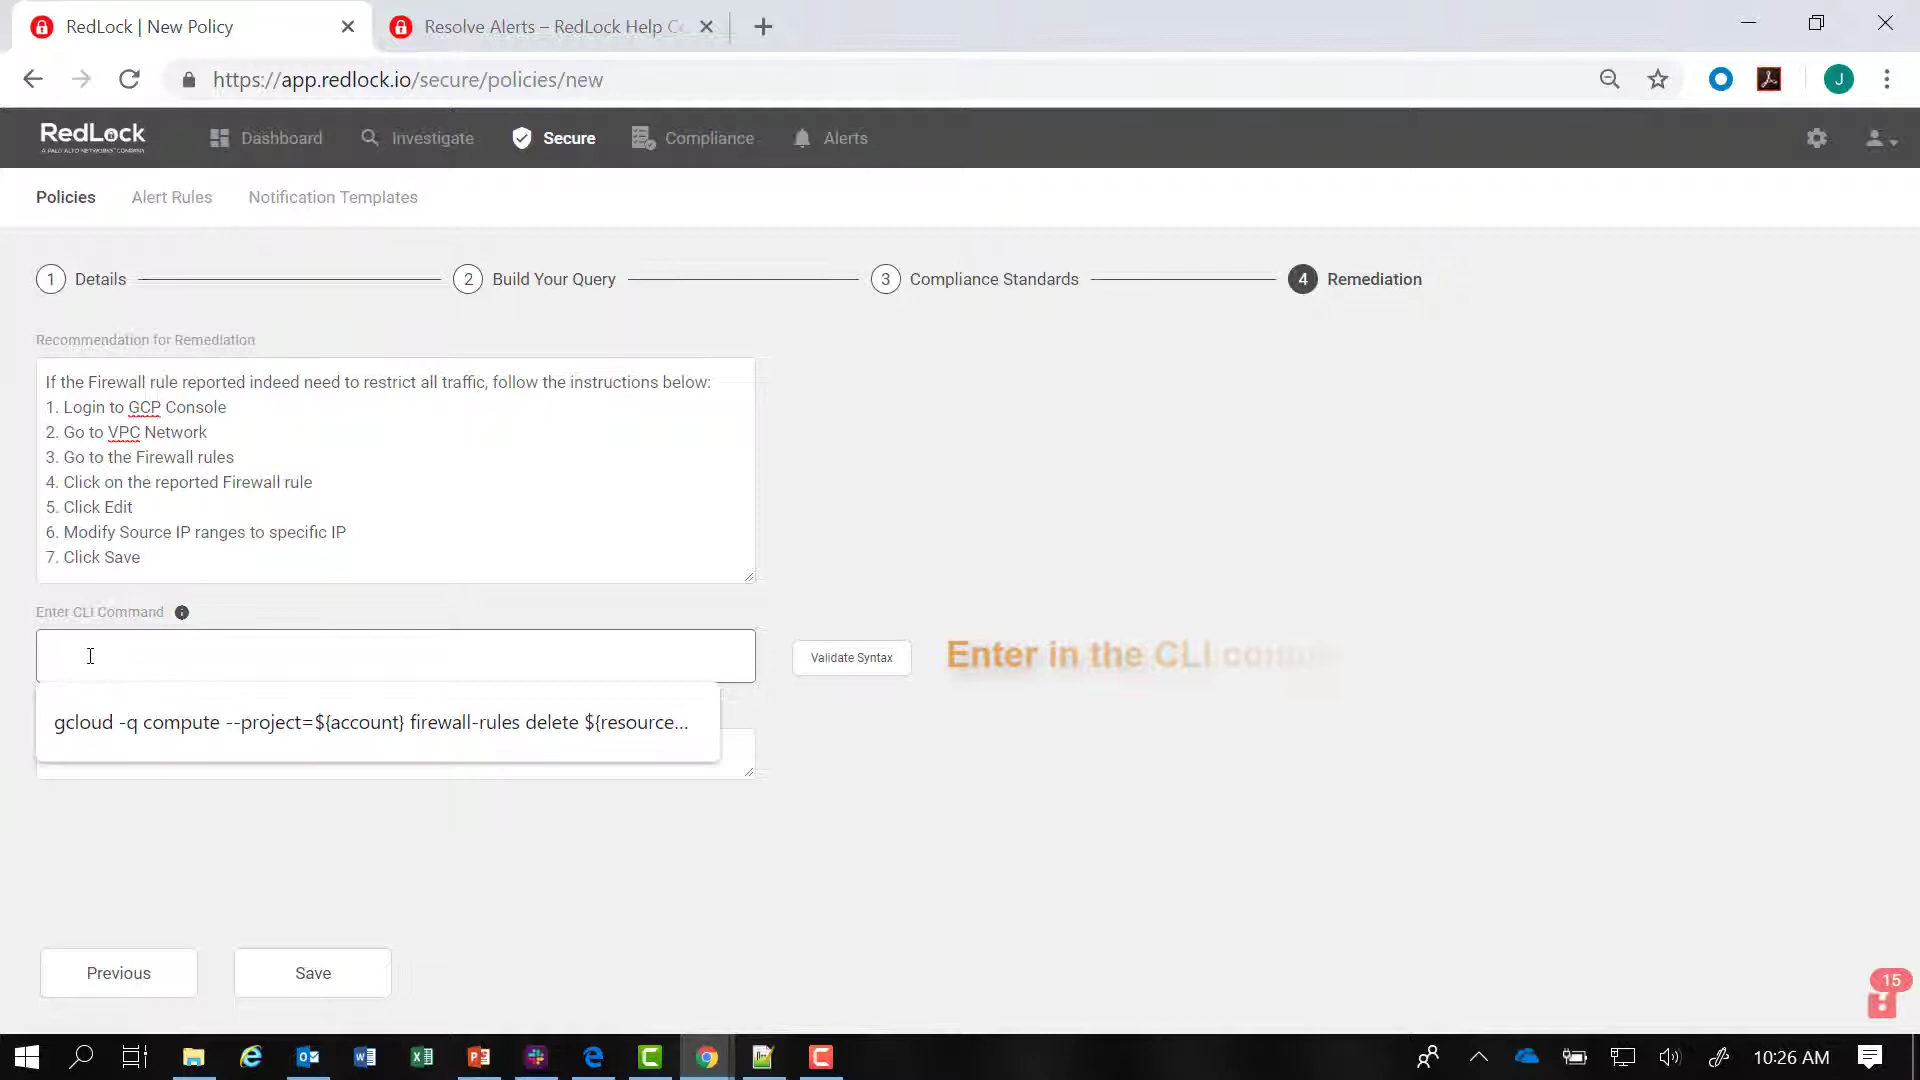 RedLock | New Policy
Resolve Alerts – RedLock Help C
https://app.redlock.io/secure/policies/new
J
RedLock
A PALO ALTO NETWORKS COMPANY
Dashboard
Investigate
Secure
Compliance
Alerts
Policies
Alert Rules
Notification Templates
1 Details
2 Build Your Query
3 Compliance Standards
4 Remediation
Recommendation for Remediation
If the Firewall rule reported indeed need to restrict all traffic, follow the instructions below:
1. Login to GCP Console
2. Go to VPC Network
3. Go to the Firewall rules
4. Click on the reported Firewall rule
5. Click Edit
6. Modify Source IP ranges to specific IP
7. Click Save
Enter CLI Command
Validate Syntax
Enter in the CLI com
gcloud -q compute --project=${account} firewall-rules delete ${resource...
Previous
Save
15
10:26 AM